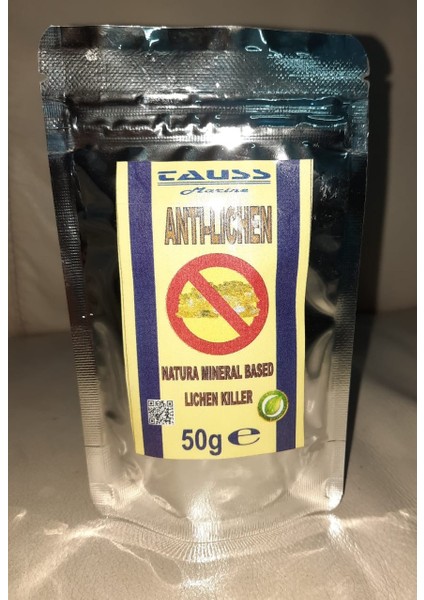 TAUSS
Marine
ANTI-LICHEN
NATURA MINERAL BASED
LICHEN KILLER
50g ℮